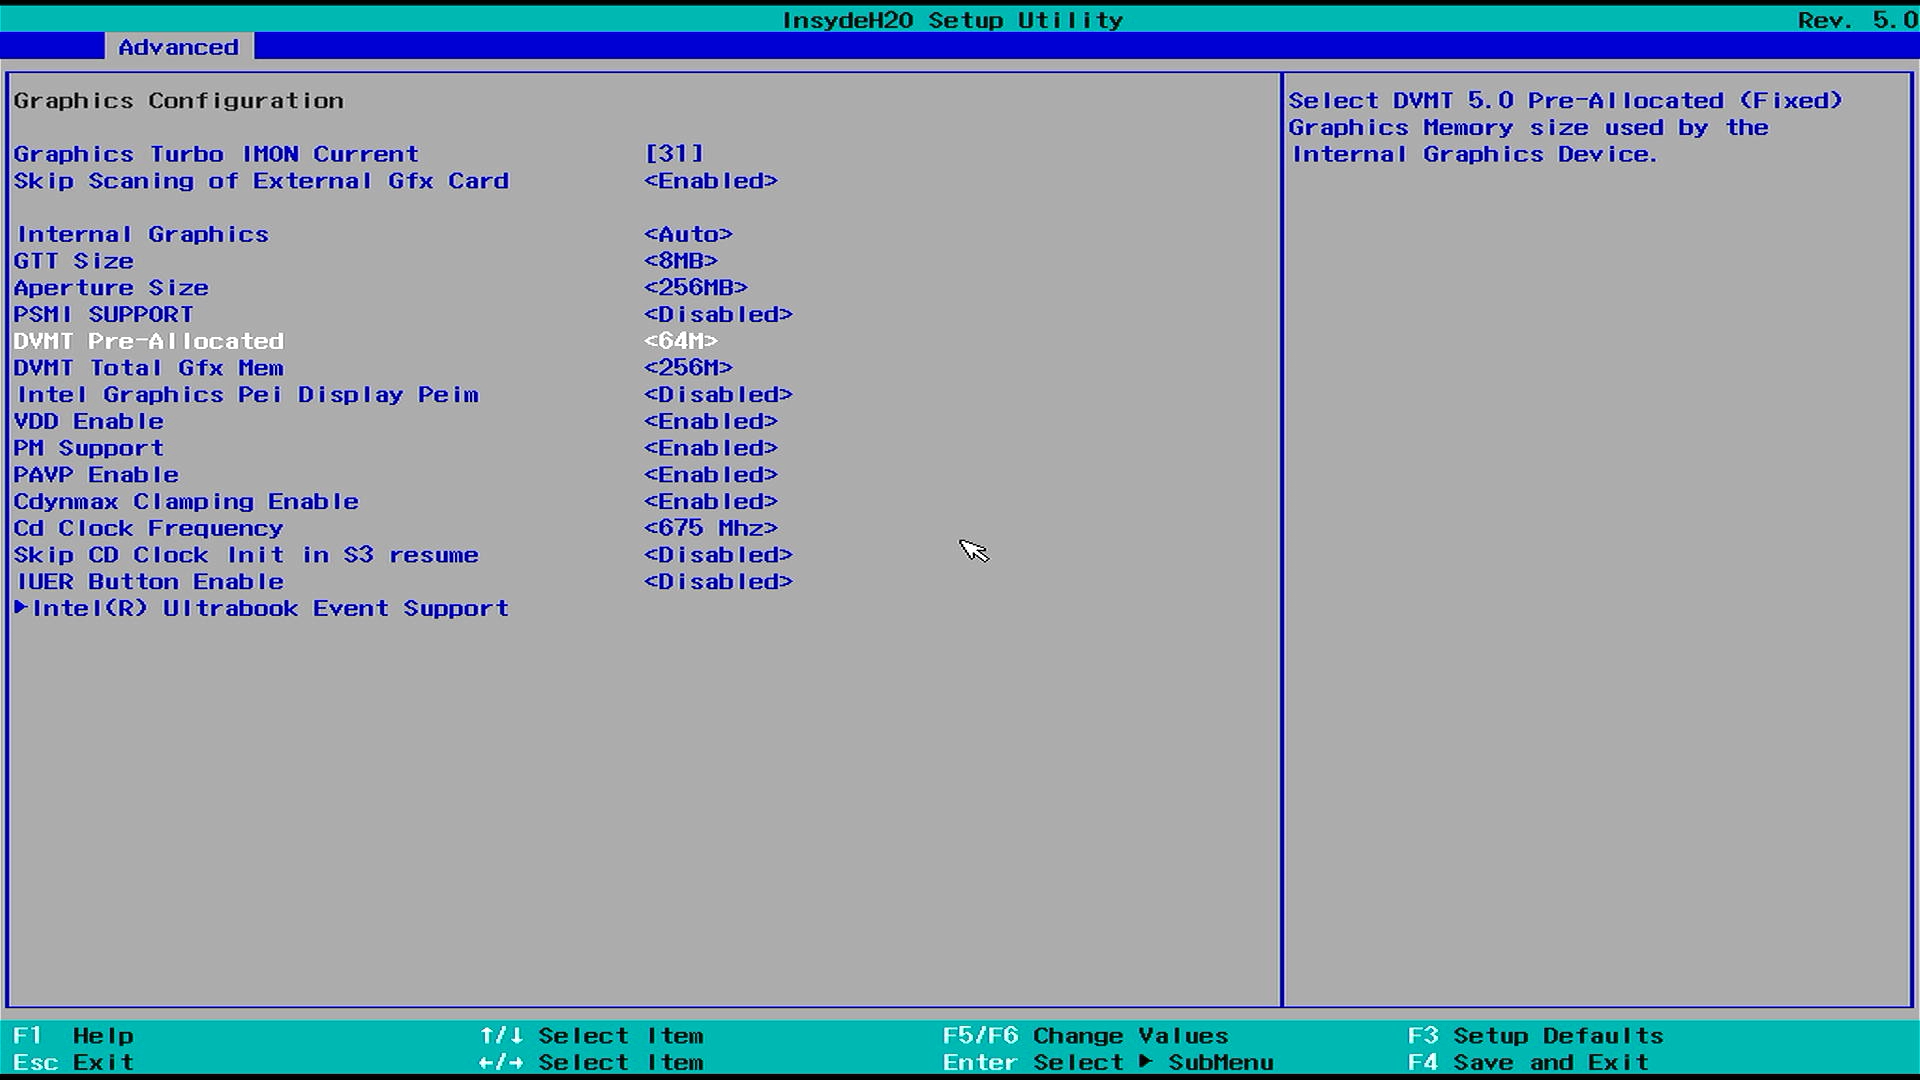 InsydeH2O Setup Utility Rev. 5.0
Advanced
Graphics Configuration
Graphics Turbo IMON Current [31]
Skip Scaning of External Gfx Card <Enabled>
Internal Graphics <Auto>
GTT Size <8MB>
Aperture Size <256MB>
PSMI SUPPORT <Disabled>
DVMT Pre-Allocated <64M>
DVMT Total Gfx Mem <256M>
Intel Graphics Pei Display Peim <Disabled>
VDD Enable <Enabled>
PM Support <Enabled>
PAVP Enable <Enabled>
Cdynmax Clamping Enable <Enabled>
Cd Clock Frequency <675 Mhz>
Skip CD Clock Init in S3 resume <Disabled>
IUER Button Enable <Disabled>
▶Intel(R) Ultrabook Event Support
Select DVMT 5.0 Pre-Allocated (Fixed)
Graphics Memory size used by the
Internal Graphics Device.
F1 Help ↑/↓ Select Item F5/F6 Change Values F3 Setup Defaults
Esc Exit ←/→ Select Item Enter Select ▶ SubMenu F4 Save and Exit